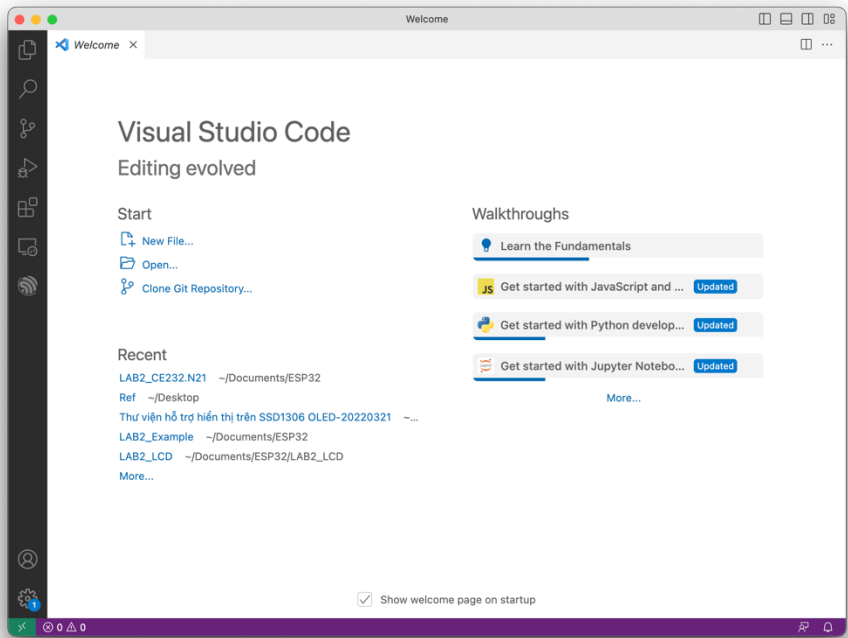 Welcome
Welcome
Visual Studio Code
Editing evolved
Start
New File...
Open...
Clone Git Repository...
Recent
LAB2_CE232.N21 ~/Documents/ESP32
Ref ~/Desktop
Thư viện hỗ trợ hiển thị trên SSD1306 OLED-20220321 ~...
LAB2_Example ~/Documents/ESP32
LAB2_LCD ~/Documents/ESP32/LAB2_LCD
More...
Walkthroughs
Learn the Fundamentals
JS Get started with JavaScript and ... Updated
Get started with Python develop... Updated
Get started with Jupyter Notebo... Updated
More...
Show welcome page on startup
1
0 0